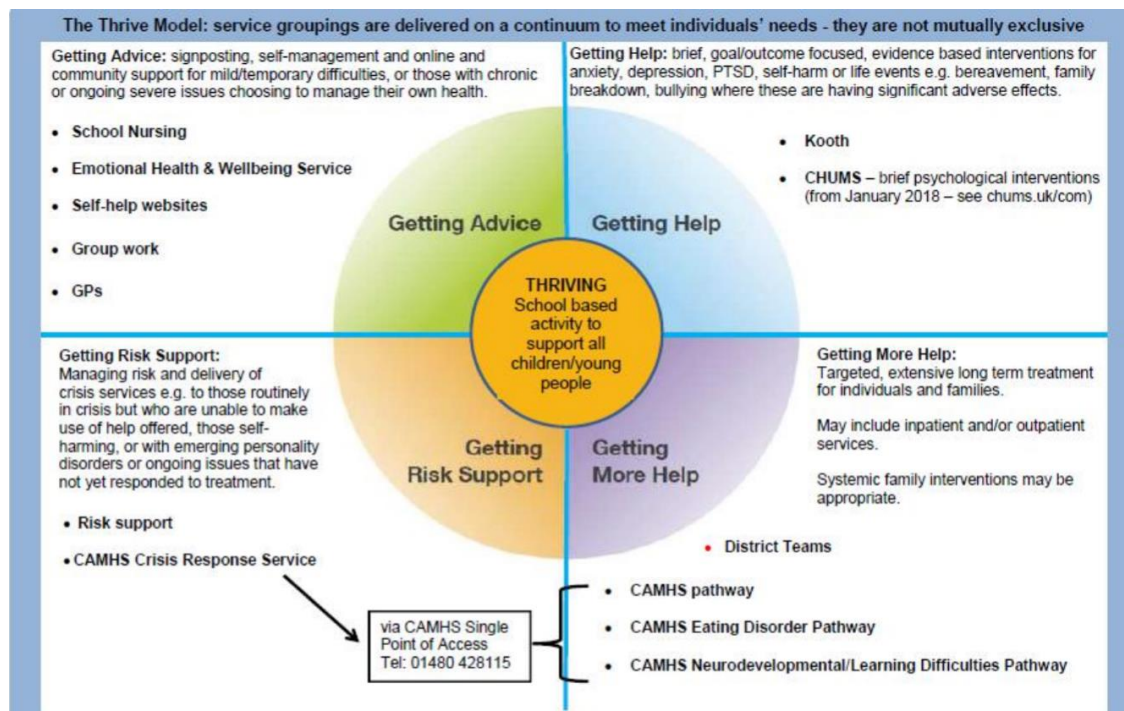 The Thrive Model: service groupings are delivered on a continuum to meet individuals' needs - they are not mutually exclusive
Getting Advice: signposting, self-management and online and
community support for mild/temporary difficulties, or those with chronic
or ongoing severe issues choosing to manage their own health.
• School Nursing
• Emotional Health & Wellbeing Service
• Self-help websites
• Group work
• GPs
Getting Help: brief, goal/outcome focused, evidence based interventions for
anxiety, depression, PTSD, self-harm or life events e.g. bereavement, family
breakdown, bullying where these are having significant adverse effects.
• Kooth
• CHUMS – brief psychological interventions
(from January 2018 – see chums.uk/com)
Getting Advice
Getting Help
THRIVING
School based
activity to
support all
children/young
people
Getting
Risk Support
Getting
More Help
Getting Risk Support:
Managing risk and delivery of
crisis services e.g. to those routinely
in crisis but who are unable to make
use of help offered, those self-
harming, or with emerging personality
disorders or ongoing issues that have
not yet responded to treatment.
• Risk support
• CAMHS Crisis Response Service
Getting More Help:
Targeted, extensive long term treatment
for individuals and families.
May include inpatient and/or outpatient
services.
Systemic family interventions may be
appropriate.
• District Teams
via CAMHS Single
Point of Access
Tel: 01480 428115
• CAMHS pathway
• CAMHS Eating Disorder Pathway
• CAMHS Neurodevelopmental/Learning Difficulties Pathway